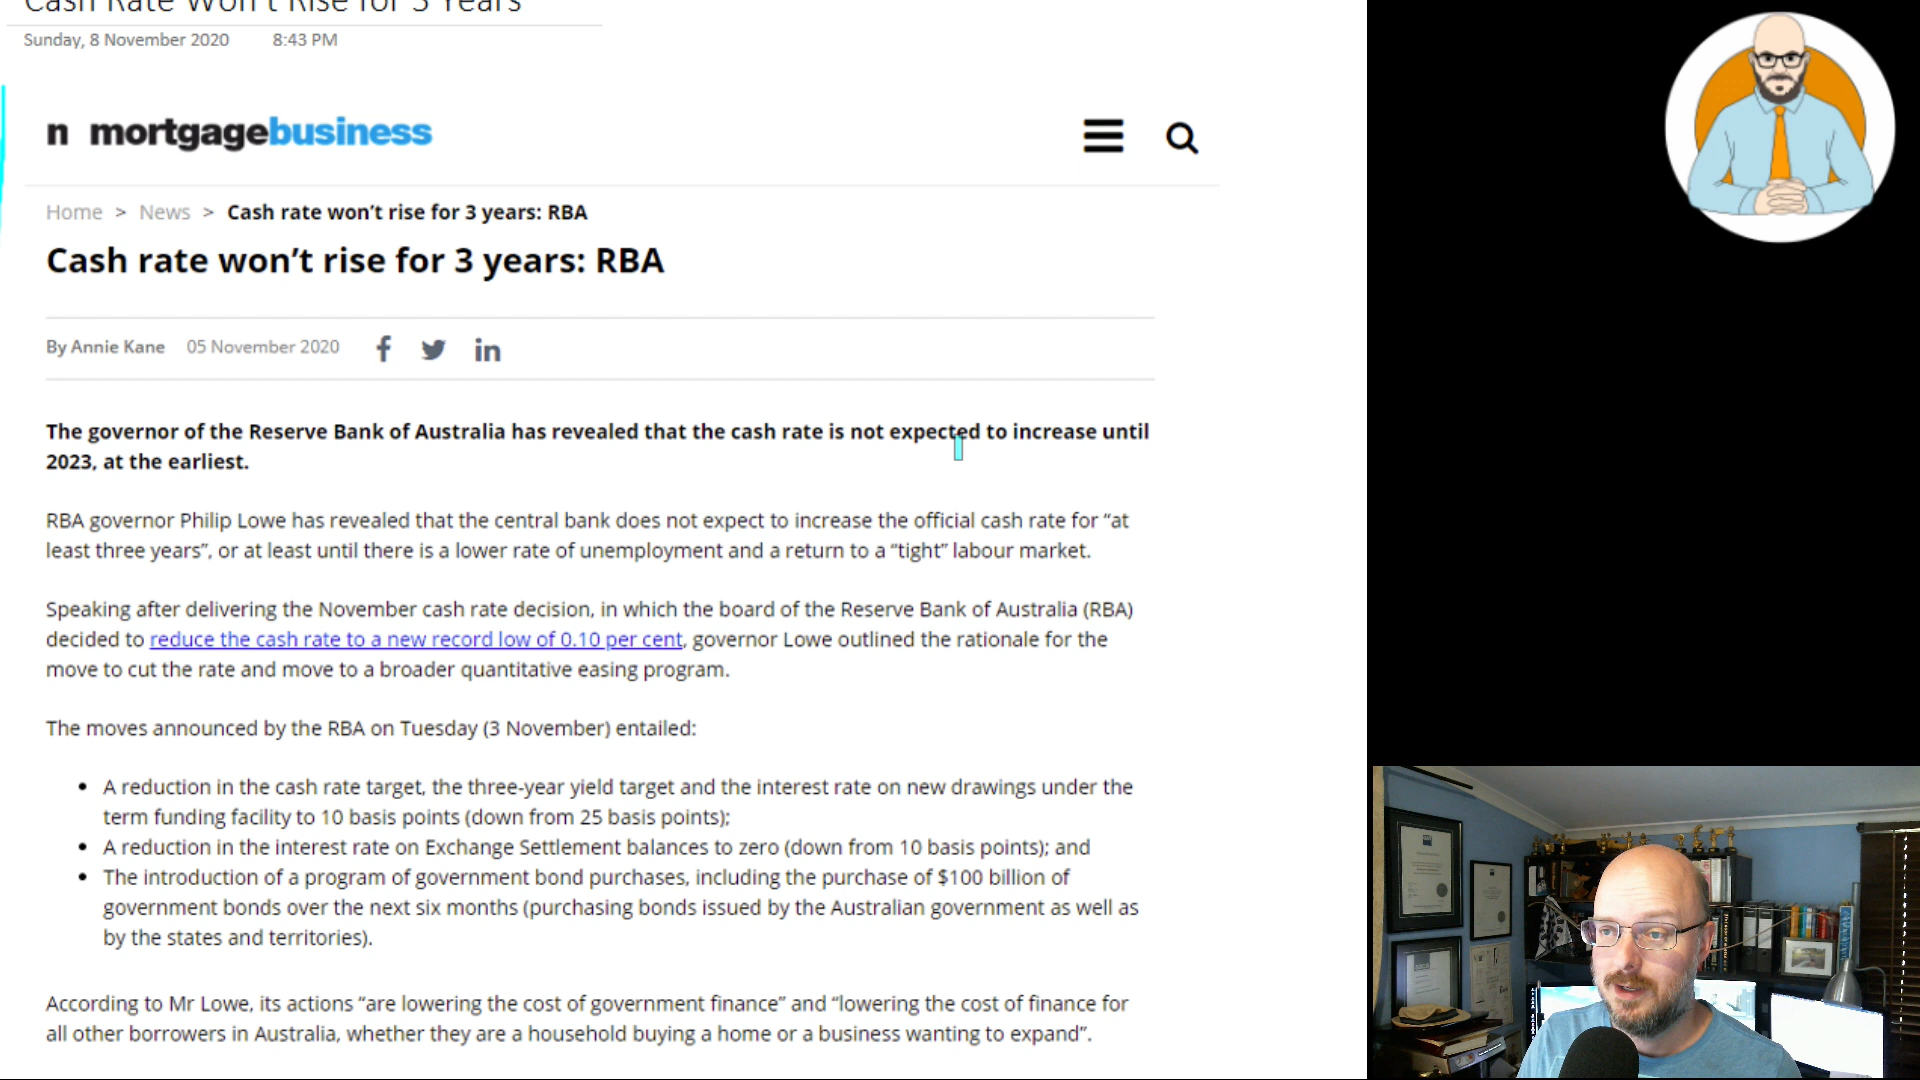 Cash Rate Won't Rise for 3 Years
Sunday, 8 November 2020 8:43 PM
n mortgagebusiness
Home > News > Cash rate won’t rise for 3 years: RBA
Cash rate won’t rise for 3 years: RBA
By Annie Kane 05 November 2020
The governor of the Reserve Bank of Australia has revealed that the cash rate is not expected to increase until
2023, at the earliest.
RBA governor Philip Lowe has revealed that the central bank does not expect to increase the official cash rate for “at
least three years”, or at least until there is a lower rate of unemployment and a return to a “tight” labour market.
Speaking after delivering the November cash rate decision, in which the board of the Reserve Bank of Australia (RBA)
decided to reduce the cash rate to a new record low of 0.10 per cent, governor Lowe outlined the rationale for the
move to cut the rate and move to a broader quantitative easing program.
The moves announced by the RBA on Tuesday (3 November) entailed:
• A reduction in the cash rate target, the three-year yield target and the interest rate on new drawings under the
term funding facility to 10 basis points (down from 25 basis points);
• A reduction in the interest rate on Exchange Settlement balances to zero (down from 10 basis points); and
• The introduction of a program of government bond purchases, including the purchase of $100 billion of
government bonds over the next six months (purchasing bonds issued by the Australian government as well as
by the states and territories).
According to Mr Lowe, its actions “are lowering the cost of government finance” and “lowering the cost of finance for
all other borrowers in Australia, whether they are a household buying a home or a business wanting to expand”.